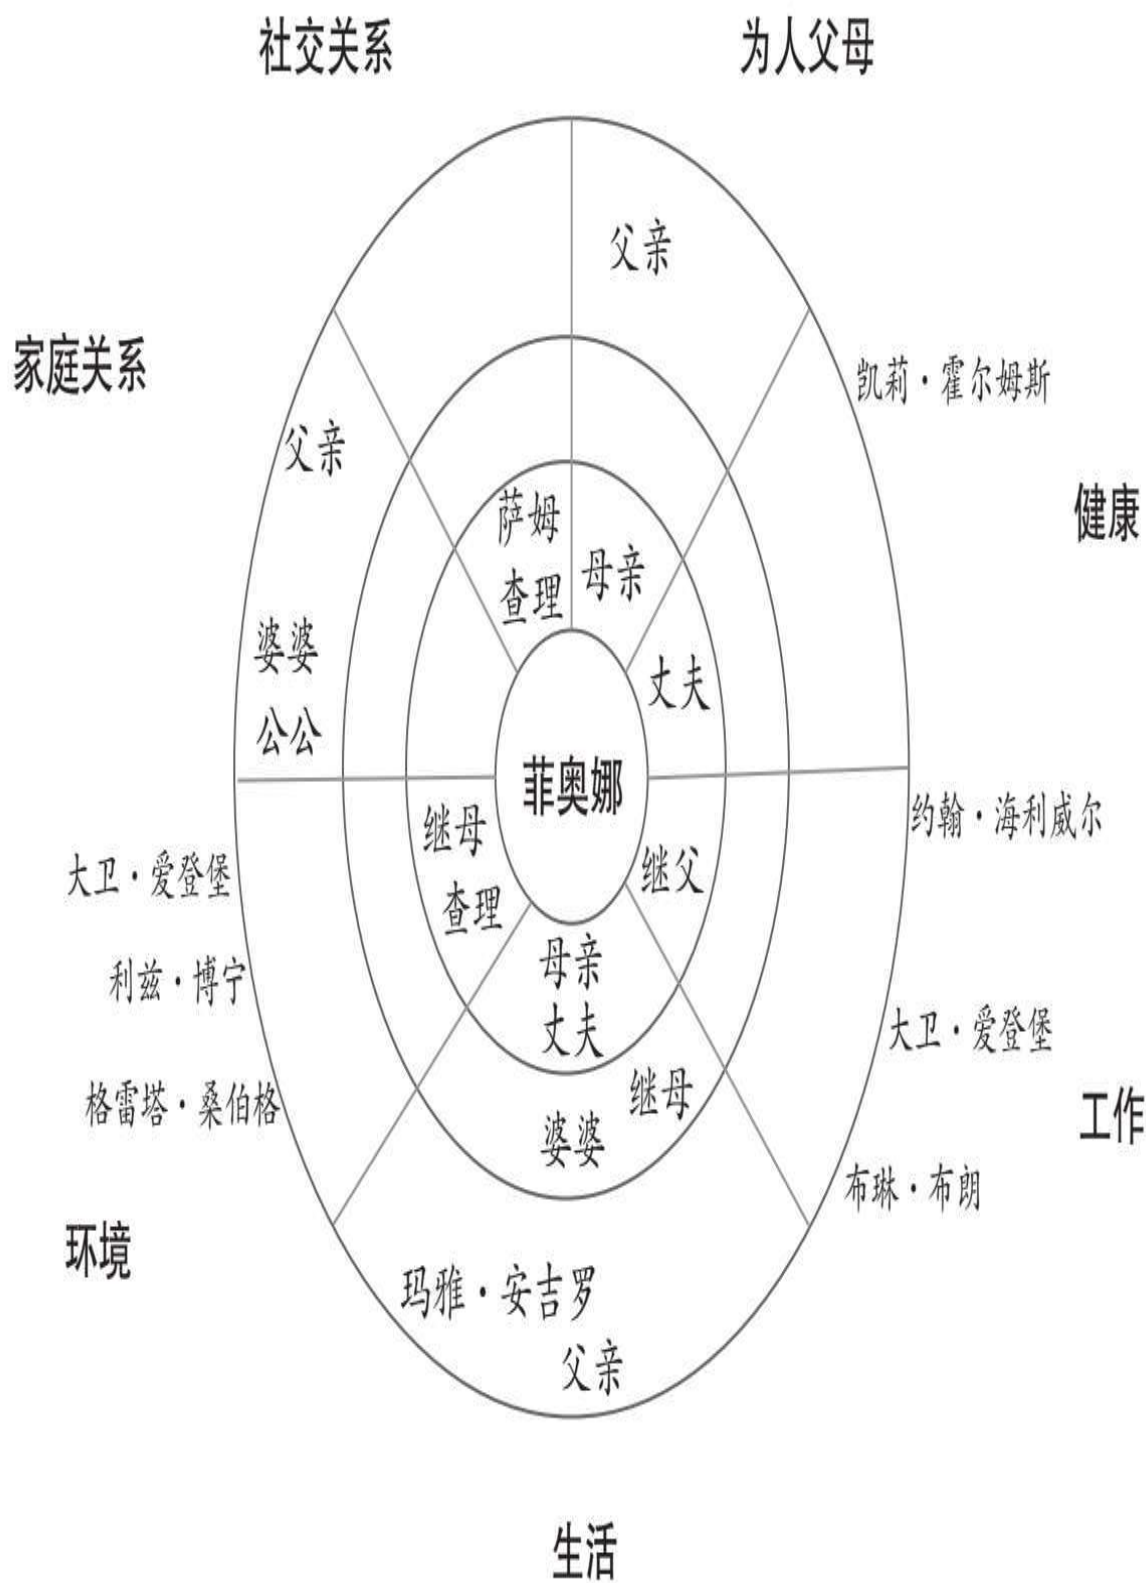 社交关系
为人父母
父亲
家庭关系
凯莉·霍尔姆斯
父亲
健康
萨姆
查理
母亲
婆婆
公公
丈夫
菲奥娜
继母
查理
继父
约翰·海利威尔
大卫·爱登堡
利兹·博宁
母亲
丈夫
大卫·爱登堡
格雷塔·桑伯格
继母
婆婆
工作
布琳·布朗
环境
玛雅·安吉罗
父亲
生活